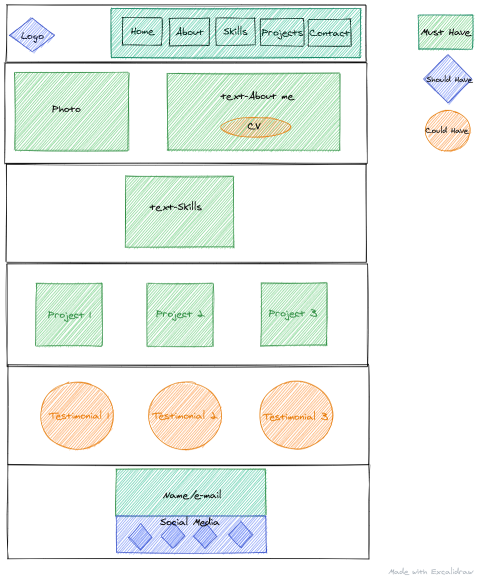 Logo
Home
About
Skills
Projects
Contact
Must Have
Should Have
Could Have
Photo
text-About me
CV
text-Skills
Project 1
Project 2
Project 3
Testimonial 1
Testimonial 2
Testimonial 3
Name/e-mail
Social Media
Made with Excalidraw